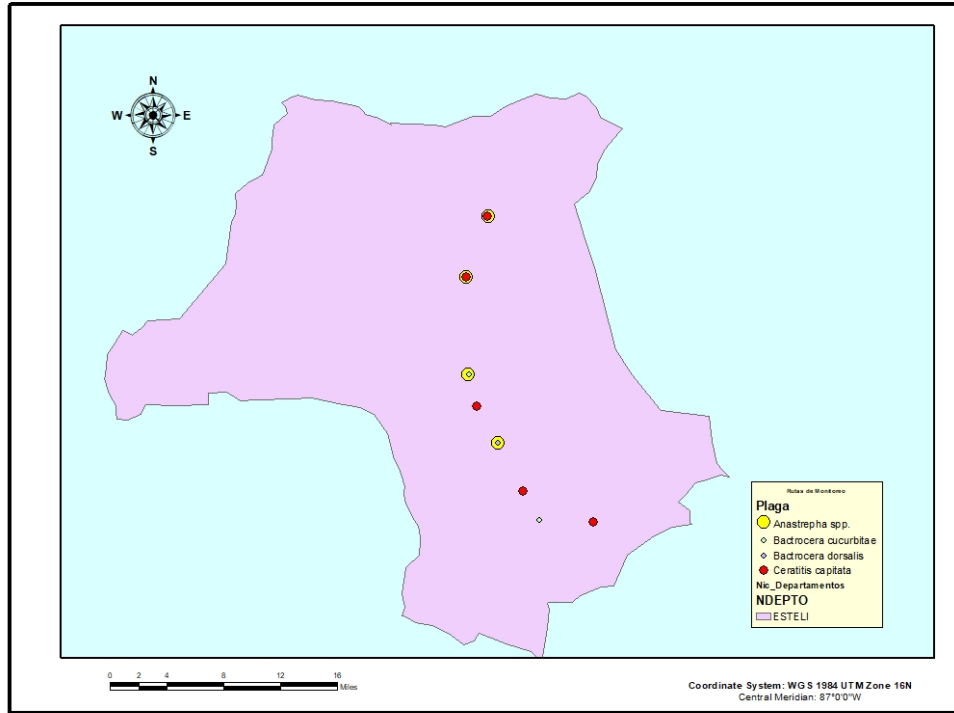 N
W E
S
Rutas de Monitoreo
Plaga
Anastrepha spp.
Bactrocera cucurbitae
Bactrocera dorsalis
Ceratitis capitata
Nic_Departamentos
NDEPTO
ESTELI
0 2 4 8 12 16
Miles
Coordinate System: WGS 1984 UTM Zone 16N
Central Meridian: 87°0'0"W